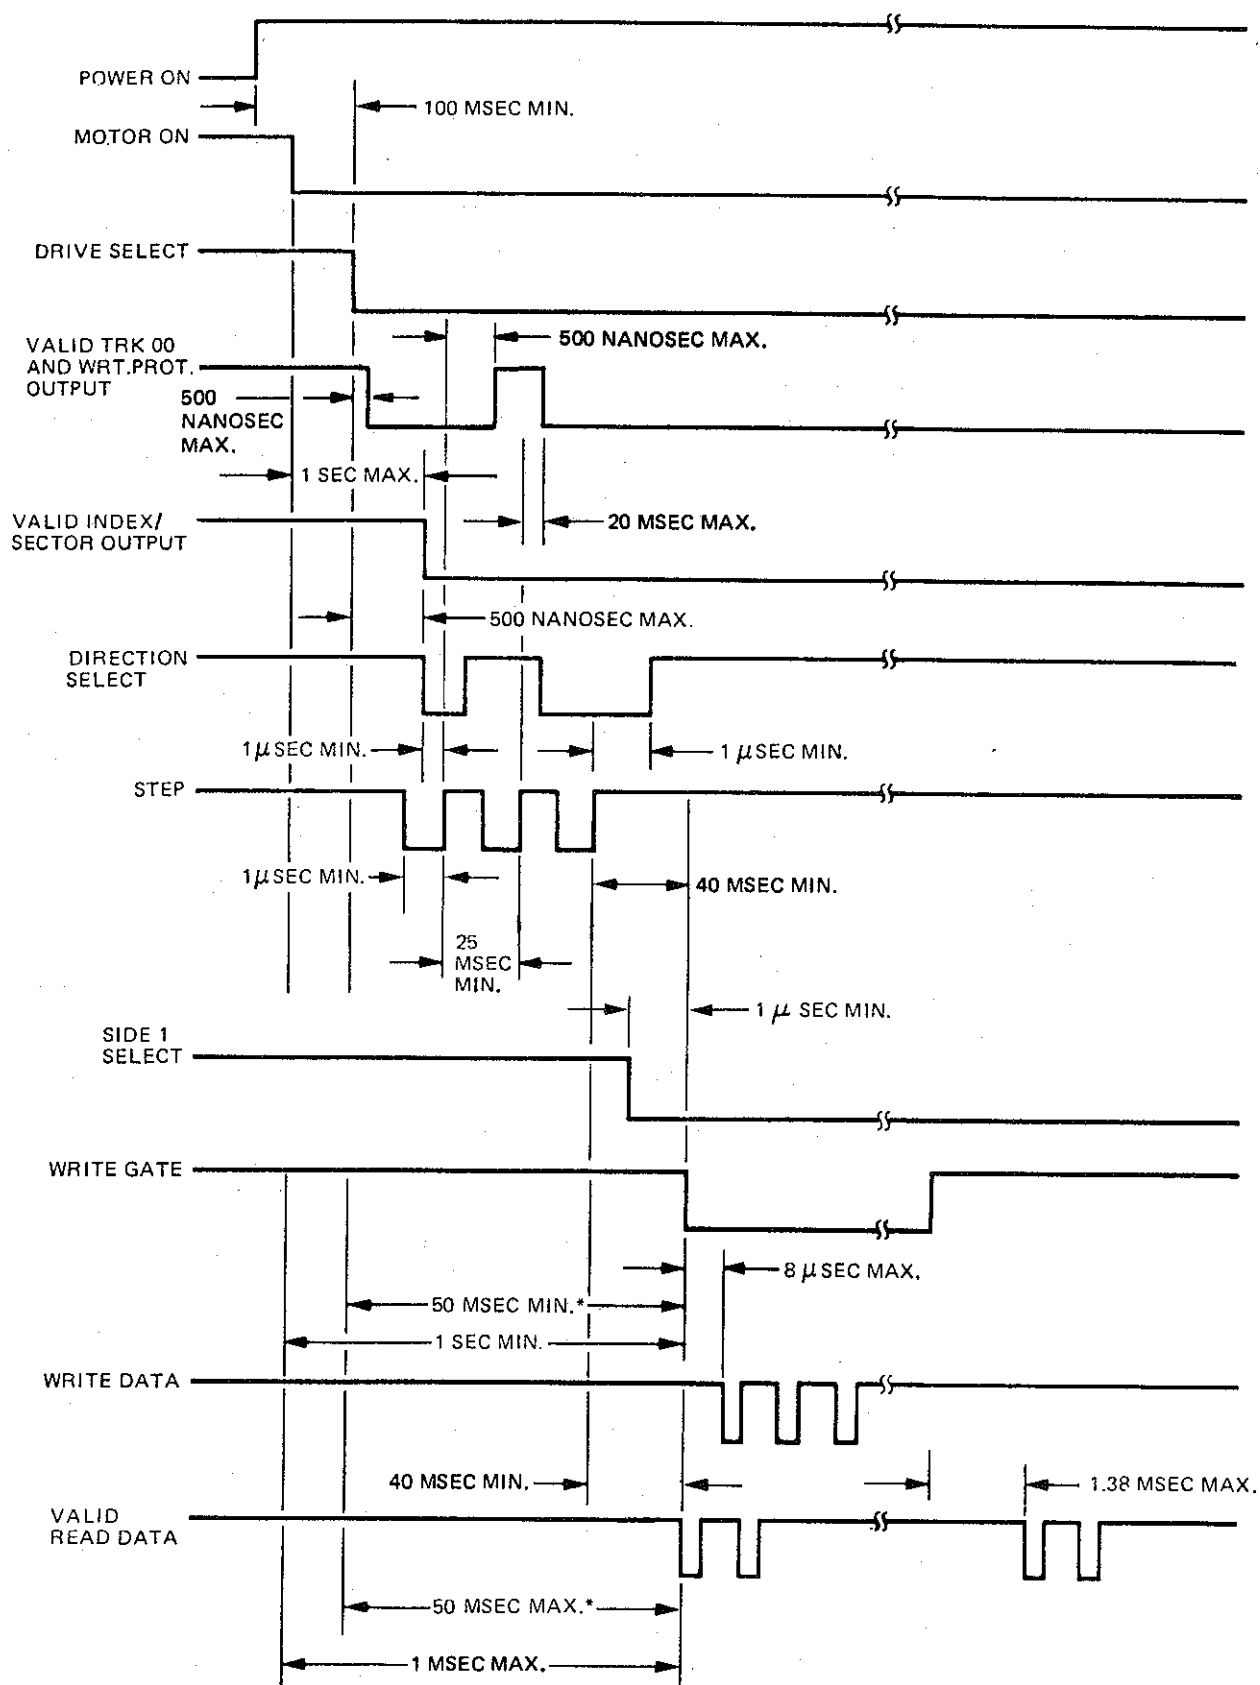 POWER ON
100 MSEC MIN.
MOTOR ON
DRIVE SELECT
500 NANOSEC MAX.
VALID TRK 00
AND WRT.PROT.
OUTPUT
500
NANOSEC
MAX.
1 SEC MAX.
20 MSEC MAX.
VALID INDEX/
SECTOR OUTPUT
500 NANOSEC MAX.
DIRECTION
SELECT
1 μSEC MIN.
1 μSEC MIN.
STEP
1 μSEC MIN.
40 MSEC MIN.
25
MSEC
MIN.
1 μ SEC MIN.
SIDE 1
SELECT
WRITE GATE
8 μ SEC MAX.
50 MSEC MIN.*
1 SEC MIN.
WRITE DATA
40 MSEC MIN.
1.38 MSEC MAX.
VALID
READ DATA
50 MSEC MAX.*
1 MSEC MAX.